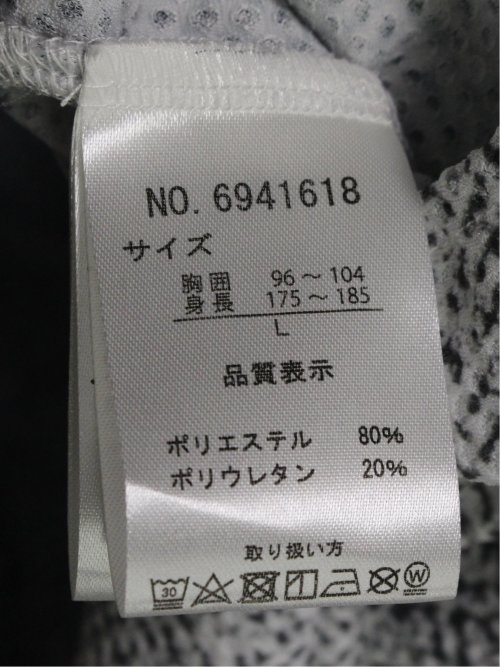 NO. 6941618
サイズ
胸囲 96～104
身長 175～185
L
品質表示
ポリエステル 80%
ポリウレタン 20%
取り扱い方
30 W